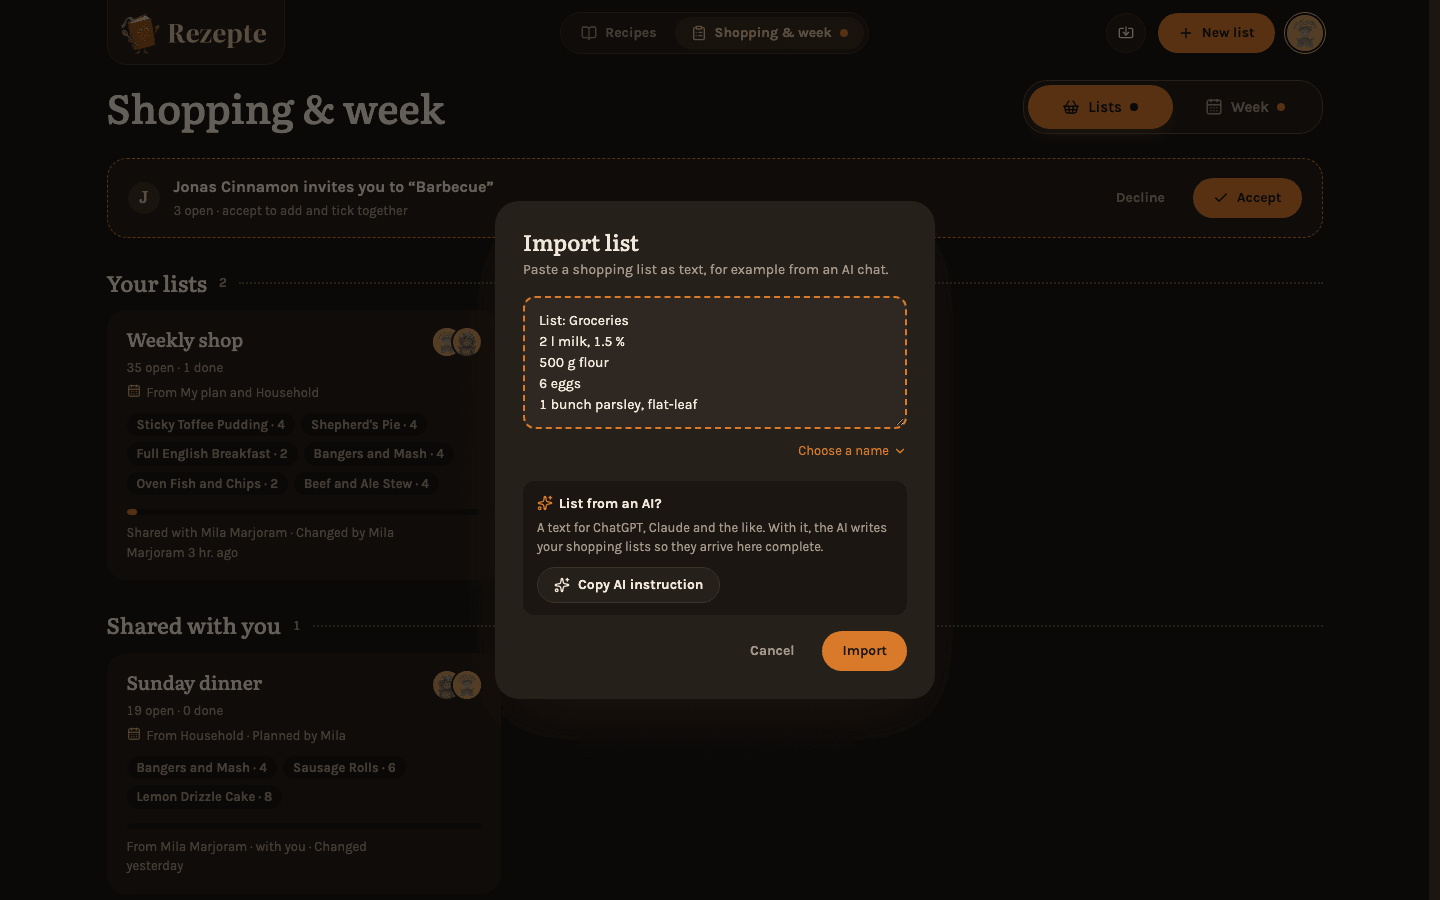 Rezepte
Recipes
Shopping & week
New list
Shopping & week
Lists
Week
J
Jonas Cinnamon invites you to “Barbecue”
3 open · accept to add and tick together
Decline
Accept
Your lists 2
Weekly shop
35 open · 1 done
From My plan and Household
Sticky Toffee Pudding · 4
Shepherd's Pie · 4
Full English Breakfast · 2
Bangers and Mash · 4
Oven Fish and Chips · 2
Beef and Ale Stew · 4
Shared with Mila Marjoram · Changed by Mila
Marjoram 3 hr. ago
Shared with you 1
Sunday dinner
19 open · 0 done
From Household · Planned by Mila
Bangers and Mash · 4
Sausage Rolls · 6
Lemon Drizzle Cake · 8
From Mila Marjoram · with you · Changed
yesterday
Import list
Paste a shopping list as text, for example from an AI chat.
List: Groceries
2 l milk, 1.5 %
500 g flour
6 eggs
1 bunch parsley, flat-leaf
Choose a name
List from an AI?
A text for ChatGPT, Claude and the like. With it, the AI writes
your shopping lists so they arrive here complete.
Copy AI instruction
Cancel
Import